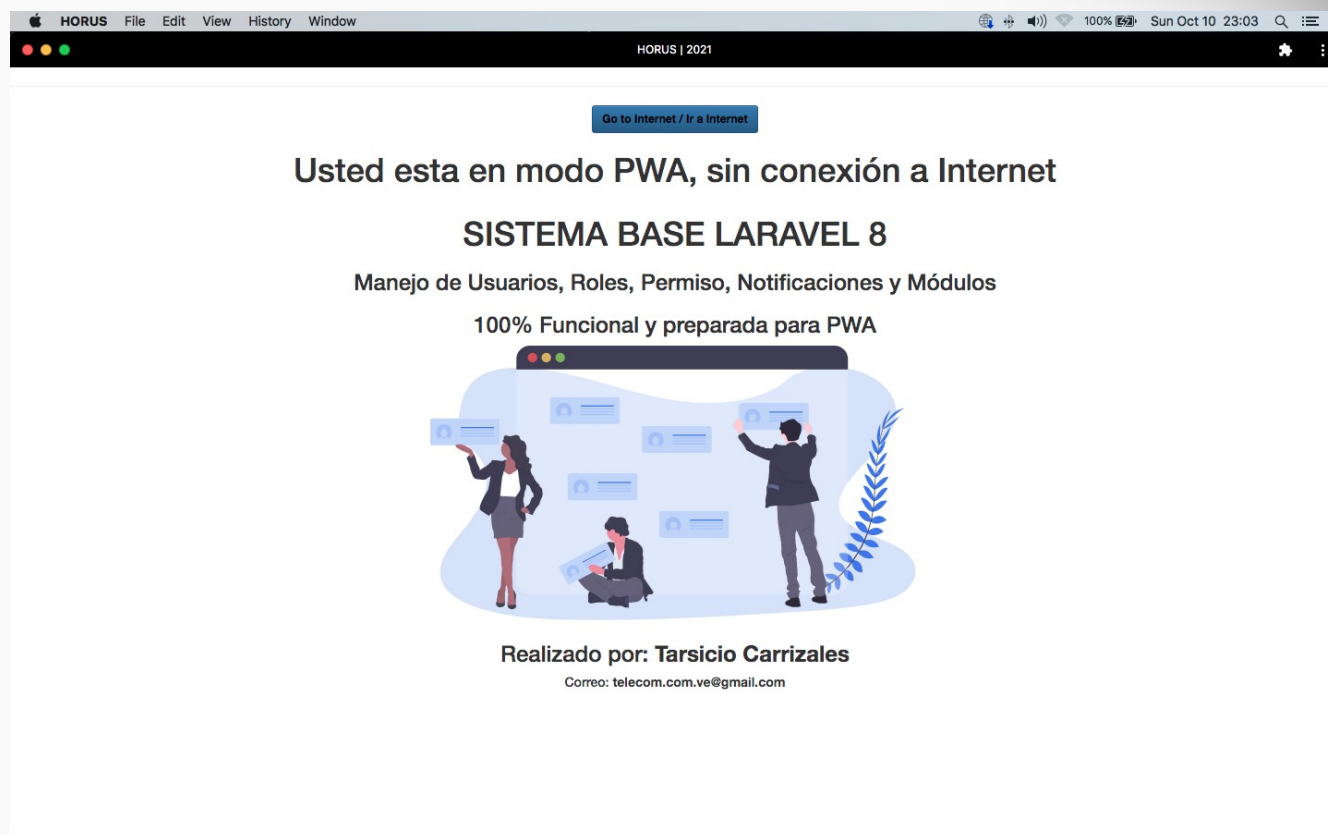 HORUS File Edit View History Window 100% Sun Oct 10 23:03
HORUS | 2021
Go to Internet / Ir a Internet
Usted esta en modo PWA, sin conexión a Internet
SISTEMA BASE LARAVEL 8
Manejo de Usuarios, Roles, Permiso, Notificaciones y Módulos
100% Funcional y preparada para PWA
Realizado por: Tarsicio Carrizales
Correo: telecom.com.ve@gmail.com